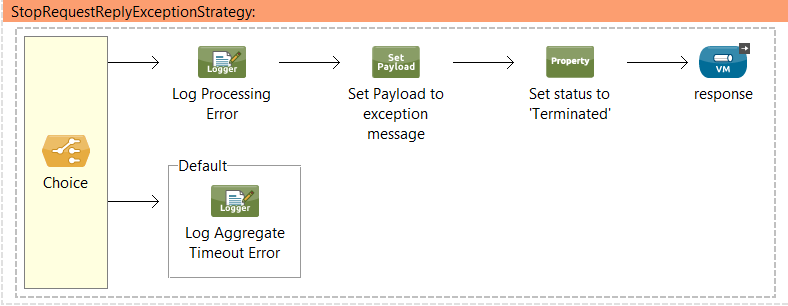 StopRequestReplyExceptionStrategy:
Choice
Logger
Log Processing
Error
Set
Payload
Set Payload to
exception
message
Property
Set status to
'Terminated'
VM
response
Default
Logger
Log Aggregate
Timeout Error